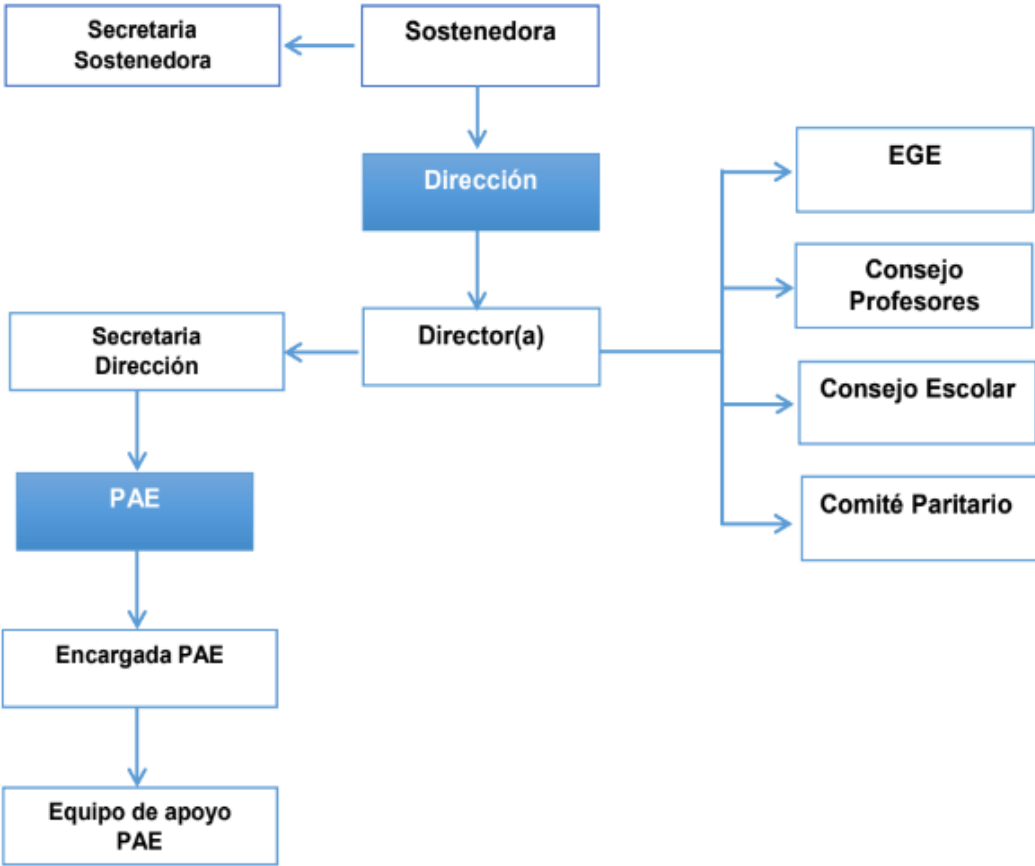 Secretaria
Sostenedora
Sostenedora
Dirección
EGE
Consejo
Profesores
Secretaria
Dirección
Director(a)
Consejo Escolar
PAE
Comité Paritario
Encargada PAE
Equipo de apoyo
PAE